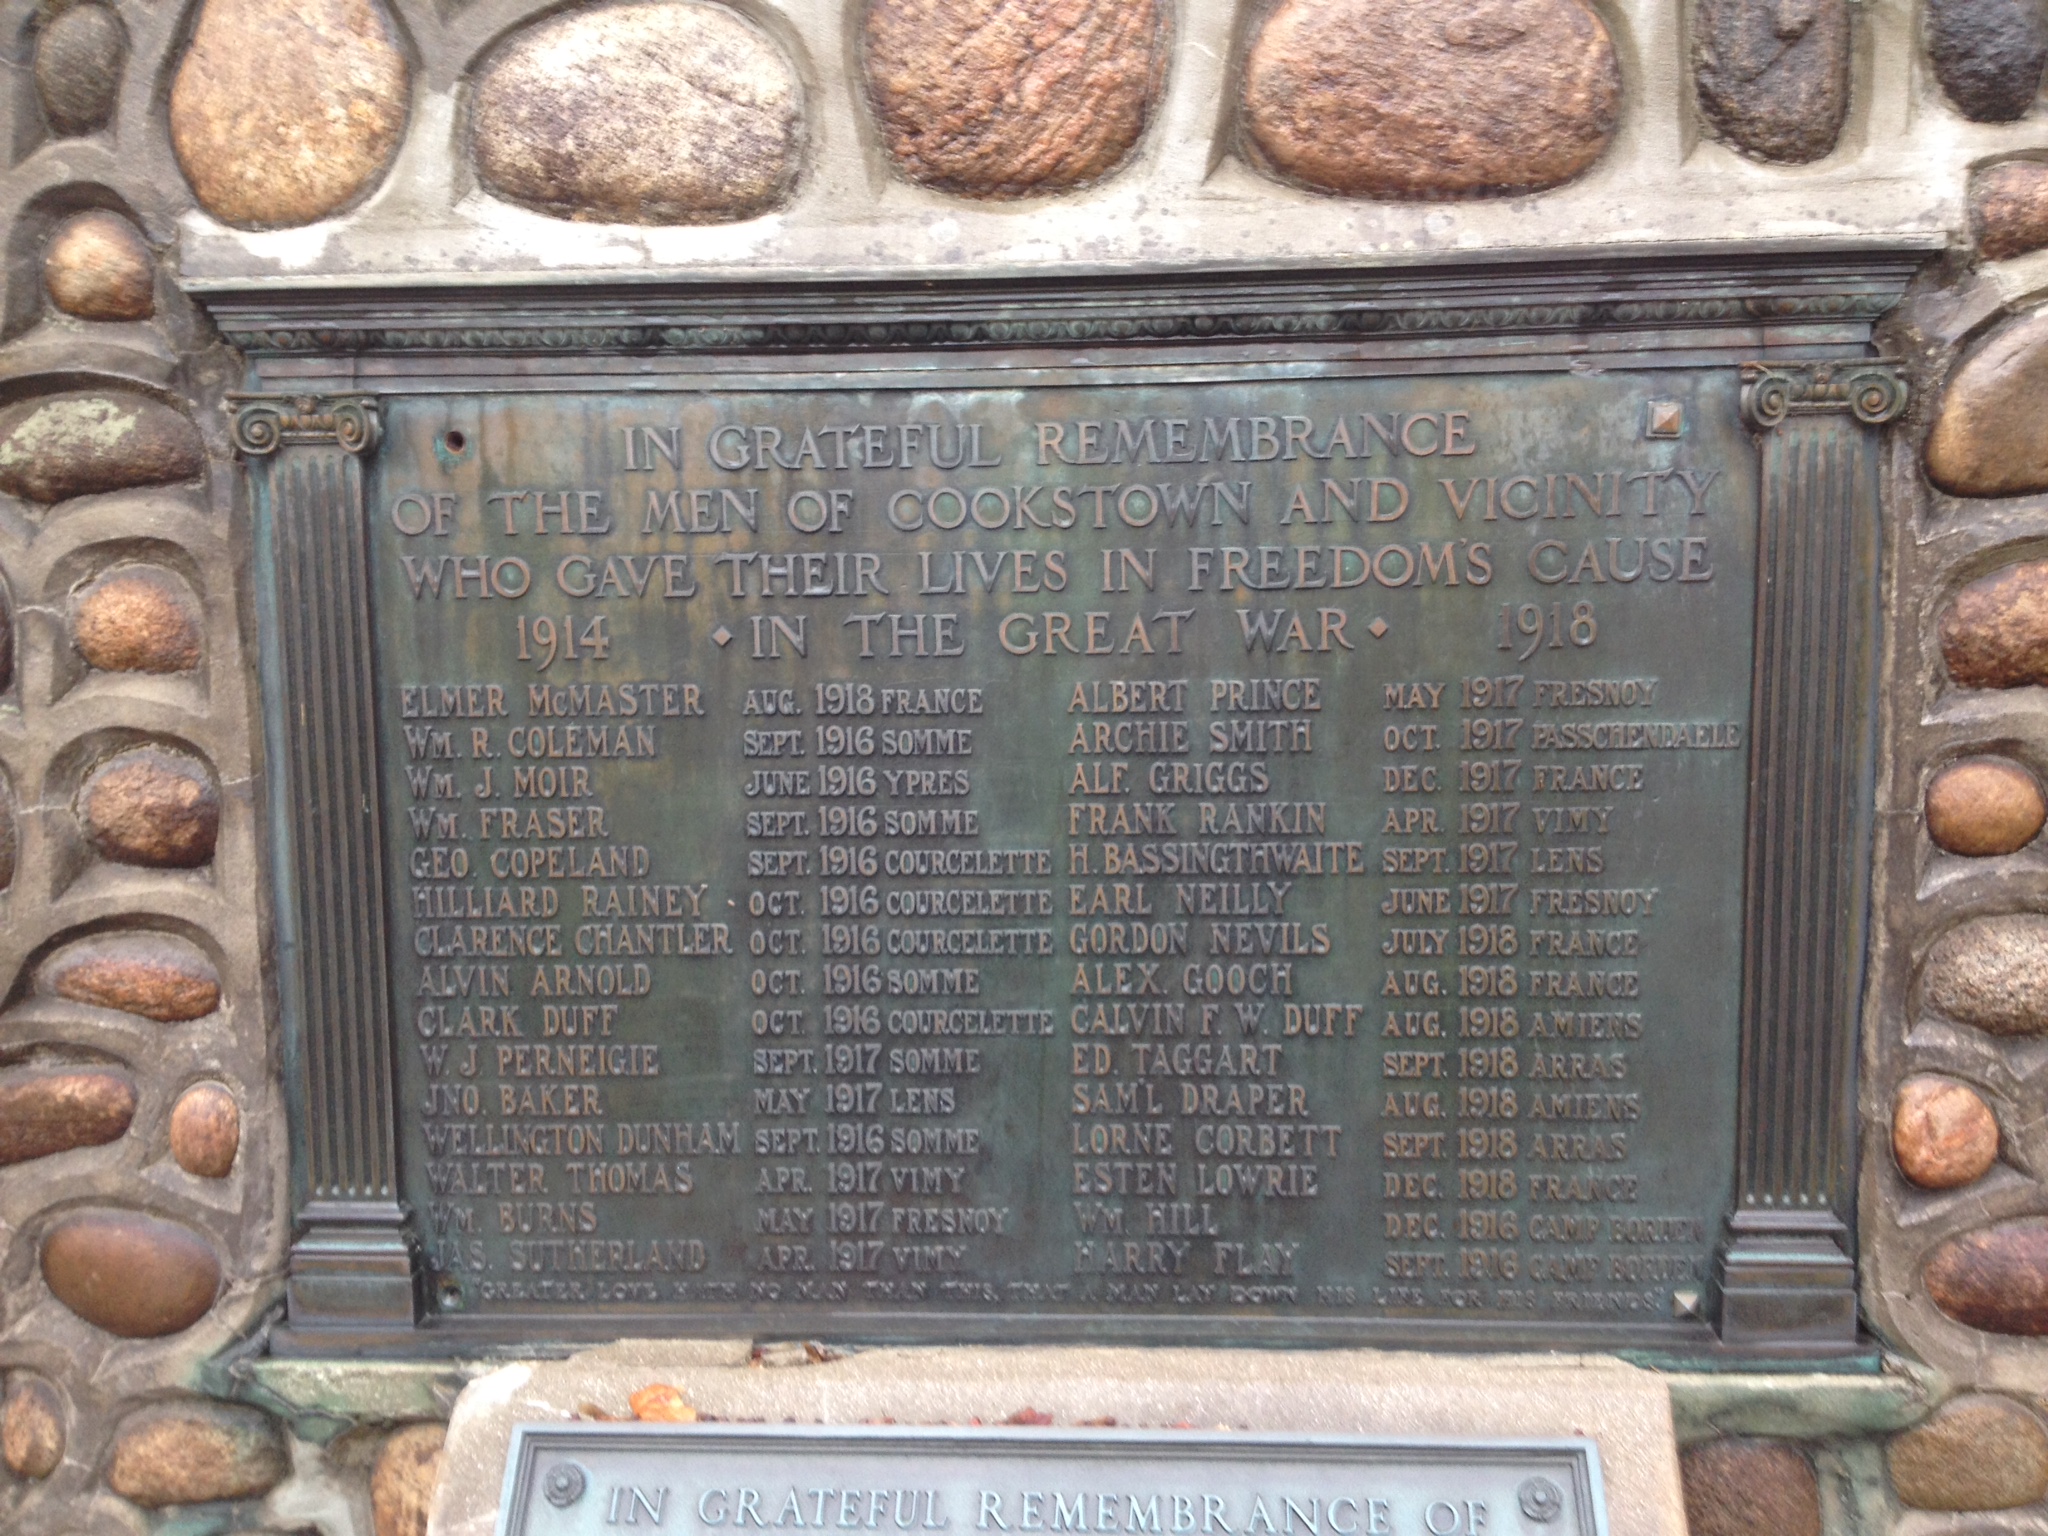 IN GRATEFUL REMEMBRANCE
OF THE MEN OF COOKSTOWN AND VICINITY
WHO GAVE THEIR LIVES IN FREEDOM'S CAUSE
1914 • IN THE GREAT WAR • 1918
ELMER McMASTER AUG. 1918 FRANCE ALBERT PRINCE MAY 1917 FRESNOY
WM. R. COLEMAN SEPT. 1916 SOMME ARCHIE SMITH OCT. 1917 PASSCHENDAELE
WM. J. MOIR JUNE 1916 YPRES ALF. GRIGGS DEC. 1917 FRANCE
WM. FRASER SEPT. 1916 SOMME FRANK RANKIN APR. 1917 VIMY
GEO. COPELAND SEPT. 1916 COURCELETTE H. BASSINGTHWAITE SEPT. 1917 LENS
HILLIARD RAINEY OCT. 1916 COURCELETTE EARL NEILLY JUNE 1917 FRESNOY
CLARENCE CHANTLER OCT. 1916 COURCELETTE GORDON NEVILS JULY 1918 FRANCE
ALVIN ARNOLD OCT. 1916 SOMME ALEX. GOOCH AUG. 1918 FRANCE
CLARK DUFF OCT. 1916 COURCELETTE CALVIN F. W. DUFF AUG. 1918 AMIENS
W. J. PERNEIGIE SEPT. 1917 SOMME ED. TAGGART SEPT. 1918 ARRAS
JNO. BAKER MAY 1917 LENS SAM'L DRAPER AUG. 1918 AMIENS
WELLINGTON DUNHAM SEPT. 1916 SOMME LORNE CORBETT SEPT. 1918 ARRAS
WALTER THOMAS APR. 1917 VIMY ESTEN LOWRIE DEC. 1918 FRANCE
WM. BURNS MAY 1917 FRESNOY WM. HILL DEC. 1916 CAMP BORDEN
JAS. SUTHERLAND APR. 1917 VIMY HARRY FLAY SEPT. 1916 CAMP BORDEN
"GREATER LOVE HATH NO MAN THAN THIS, THAT A MAN LAY DOWN HIS LIFE FOR HIS FRIENDS"
IN GRATEFUL REMEMBRANCE OF